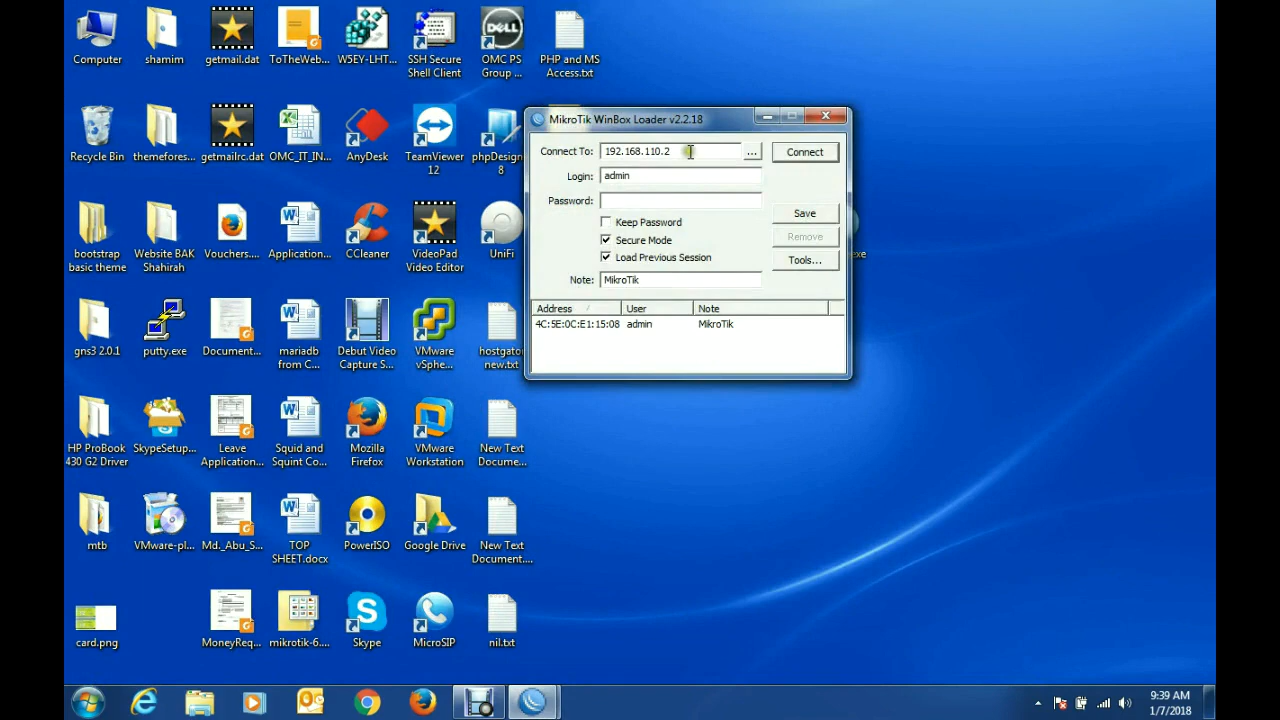 Computer
shamim
getmail.dat
ToTheWeb...
W5EY-LHT...
SSH Secure
Shell Client
DELL
OMC PS
Group ...
PHP and MS
Access.txt
Recycle Bin
themefores...
getmailrc.dat
OMC_IT_IN...
AnyDesk
TeamViewer
12
phpDesign...
8
bootstrap
basic theme
Website BAK
Shahirah
Vouchers....
Application...
CCleaner
VideoPad
Video Editor
UniFi
exe
gns3 2.0.1
putty.exe
Document...
mariadb
from C...
Debut Video
Capture S...
VMware
vSphe...
hostgator
new.txt
HP ProBook
430 G2 Driver
SkypeSetup...
Leave
Application...
Squid and
Squint Co...
Mozilla
Firefox
VMware
Workstation
New Text
Docume...
mtb
VMware-pl...
Md._Abu_S...
TOP
SHEET.docx
PowerISO
Google Drive
New Text
Document....
card.png
MoneyReq...
mikrotik-6....
Skype
MicroSIP
nil.txt
MikroTik WinBox Loader v2.2.18
Connect To: 192.168.110.2 ... Connect
Login: admin
Password:
Keep Password
Save
Secure Mode
Remove
Load Previous Session
Tools...
Note: MikroTik
Address User Note
4C:5E:0C:E1:15:08 admin MikroTik
9:39 AM
1/7/2018